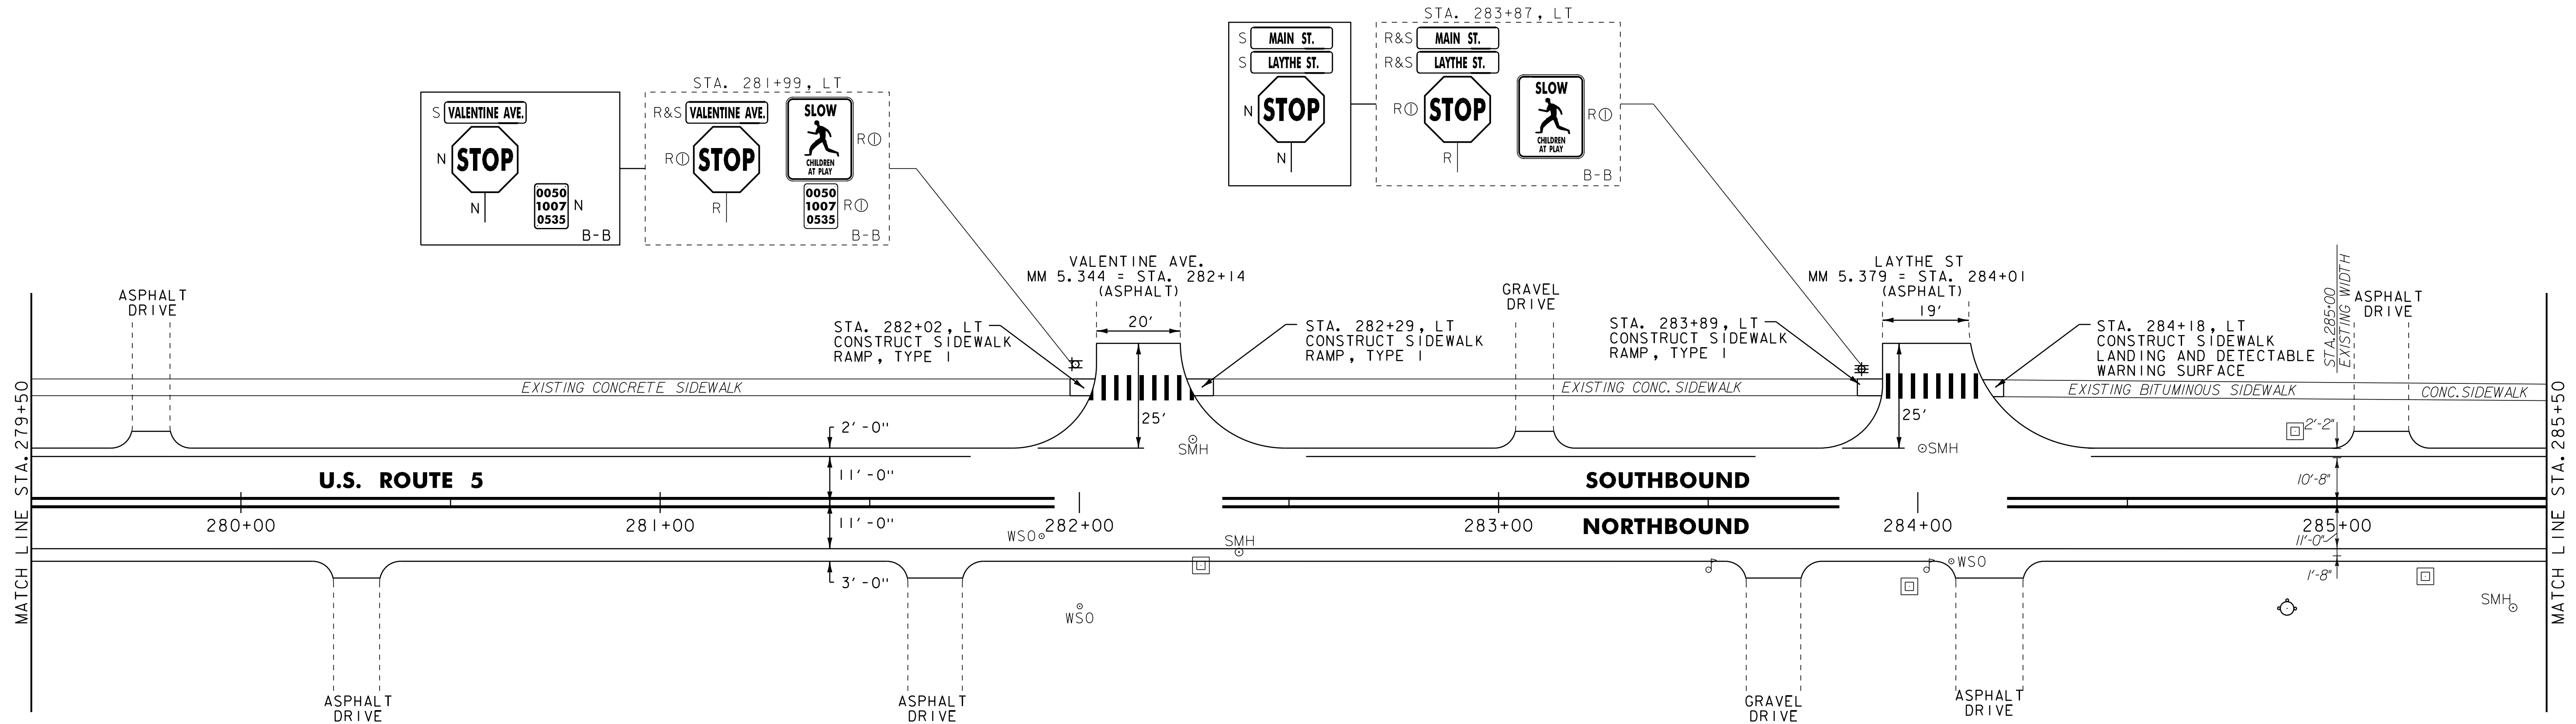 STA. 281+99, LT
S VALENTINE AVE.
N STOP
N
0050
1007
0535
N
B-B
R&S VALENTINE AVE.
R① STOP
R
SLOW
CHILDREN
AT PLAY
R①
0050
1007
0535
R①
B-B
STA. 283+87, LT
S MAIN ST.
S LAYTHE ST.
N STOP
N
R&S MAIN ST.
R&S LAYTHE ST.
R① STOP
R
SLOW
CHILDREN
AT PLAY
R①
B-B
MATCH LINE STA. 279+50
ASPHALT
DRIVE
VALENTINE AVE.
MM 5.344 = STA. 282+14
(ASPHALT)
20'
STA. 282+02, LT
CONSTRUCT SIDEWALK
RAMP, TYPE I
STA. 282+29, LT
CONSTRUCT SIDEWALK
RAMP, TYPE I
GRAVEL
DRIVE
LAYTHE ST
MM 5.379 = STA. 284+01
(ASPHALT)
19'
STA. 283+89, LT
CONSTRUCT SIDEWALK
RAMP, TYPE I
STA. 284+18, LT
CONSTRUCT SIDEWALK
LANDING AND DETECTABLE
WARNING SURFACE
STA.285+00
EXISTING WIDTH
ASPHALT
DRIVE
MATCH LINE STA. 285+50
EXISTING CONCRETE SIDEWALK
EXISTING CONC. SIDEWALK
EXISTING BITUMINOUS SIDEWALK
CONC. SIDEWALK
25'
25'
2'-0"
SMH
SMH
2'-2"
U.S. ROUTE 5
11'-0"
SOUTHBOUND
10'-8"
280+00
281+00
11'-0"
282+00
283+00
NORTHBOUND
284+00
285+00
WSO
SMH
11'-0"
WSO
3'-0"
1'-8"
WSO
SMH
ASPHALT
DRIVE
ASPHALT
DRIVE
GRAVEL
DRIVE
ASPHALT
DRIVE